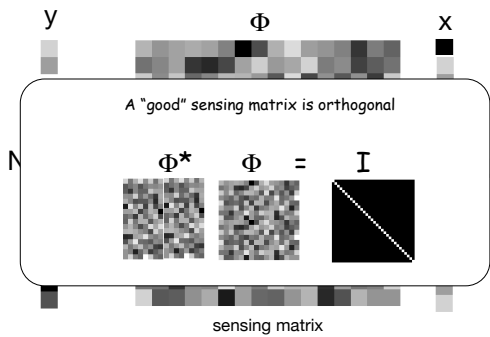 y Φ x
A "good" sensing matrix is orthogonal
N
Φ* Φ = I
sensing matrix